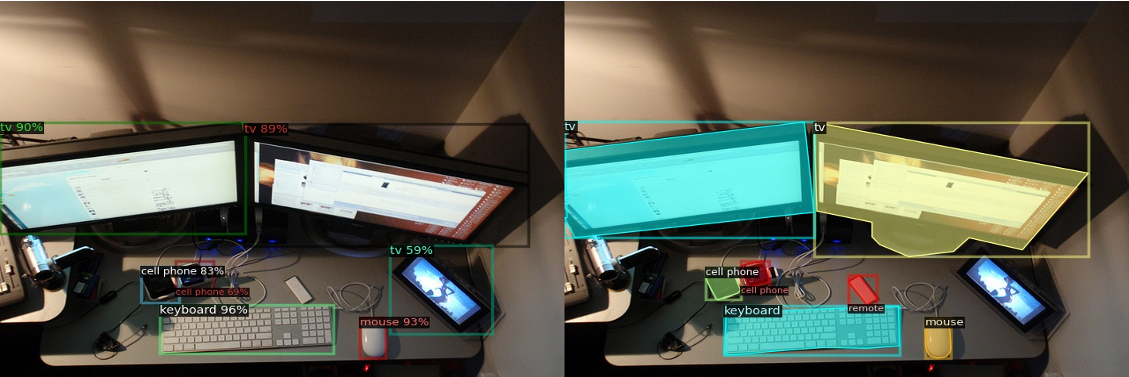 tv 90%
tv 89%
tv 59%
cell phone 83%
cell phone 69%
keyboard 96%
mouse 93%
tv
tv
cell phone
cell phone
remote
keyboard
mouse